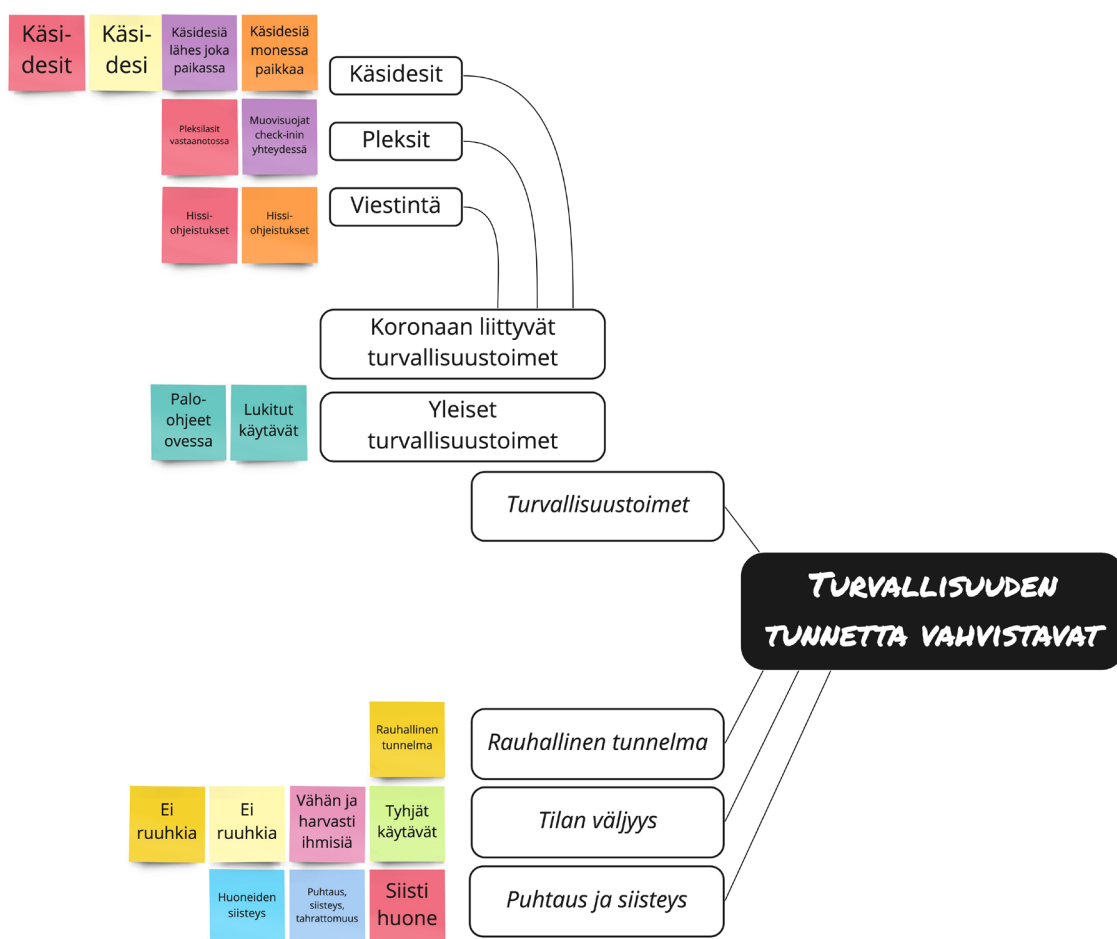 Käsi-
desit
Käsi-
desi
Käsidesiä
lähes joka
paikassa
Käsidesiä
monessa
paikkaa
Käsidesit
Pleksilasit
vastaanotossa
Muovisuojat
check-inin
yhteydessä
Pleksit
Hissi-
ohjeistukset
Hissi-
ohjeistukset
Viestintä
Koronaan liittyvät
turvallisuustoimet
Palo-
ohjeet
ovessa
Lukitut
käytävät
Yleiset
turvallisuustoimet
Turvallisuustoimet
Turvallisuuden
tunnetta vahvistavat
Rauhallinen
tunnelma
Rauhallinen tunnelma
Ei
ruuhkia
Ei
ruuhkia
Vähän ja
harvasti
ihmisiä
Tyhjät
käytävät
Tilan väljyys
Huoneiden
siisteys
Puhtaus,
siisteys,
tahrattomuus
Siisti
huone
Puhtaus ja siisteys